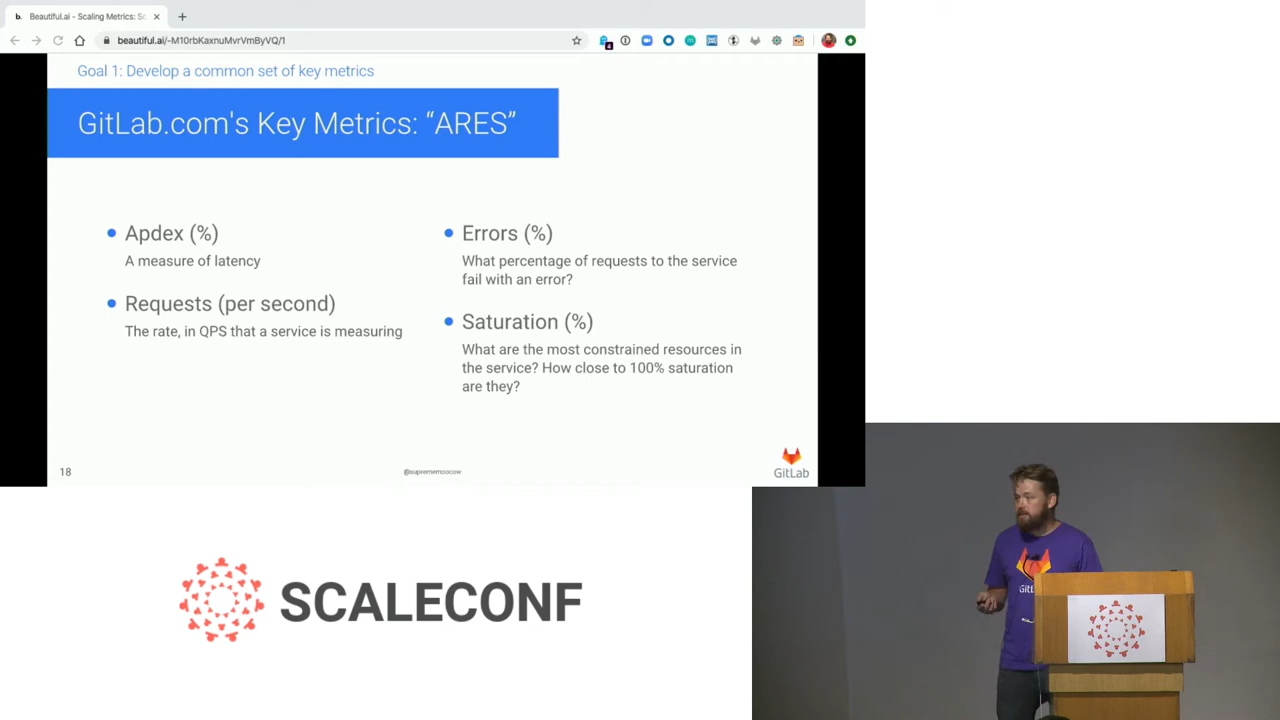 b. Beautiful.ai - Scaling Metrics: Sc
beautiful.ai/-M10rbKaxnuMvrVmByVQ/1
4
Goal 1: Develop a common set of key metrics
GitLab.com's Key Metrics: “ARES”
Apdex (%)
A measure of latency
Requests (per second)
The rate, in QPS that a service is measuring
Errors (%)
What percentage of requests to the service
fail with an error?
Saturation (%)
What are the most constrained resources in
the service? How close to 100% saturation
are they?
18
@suprememoocow
GitLab
SCALECONF